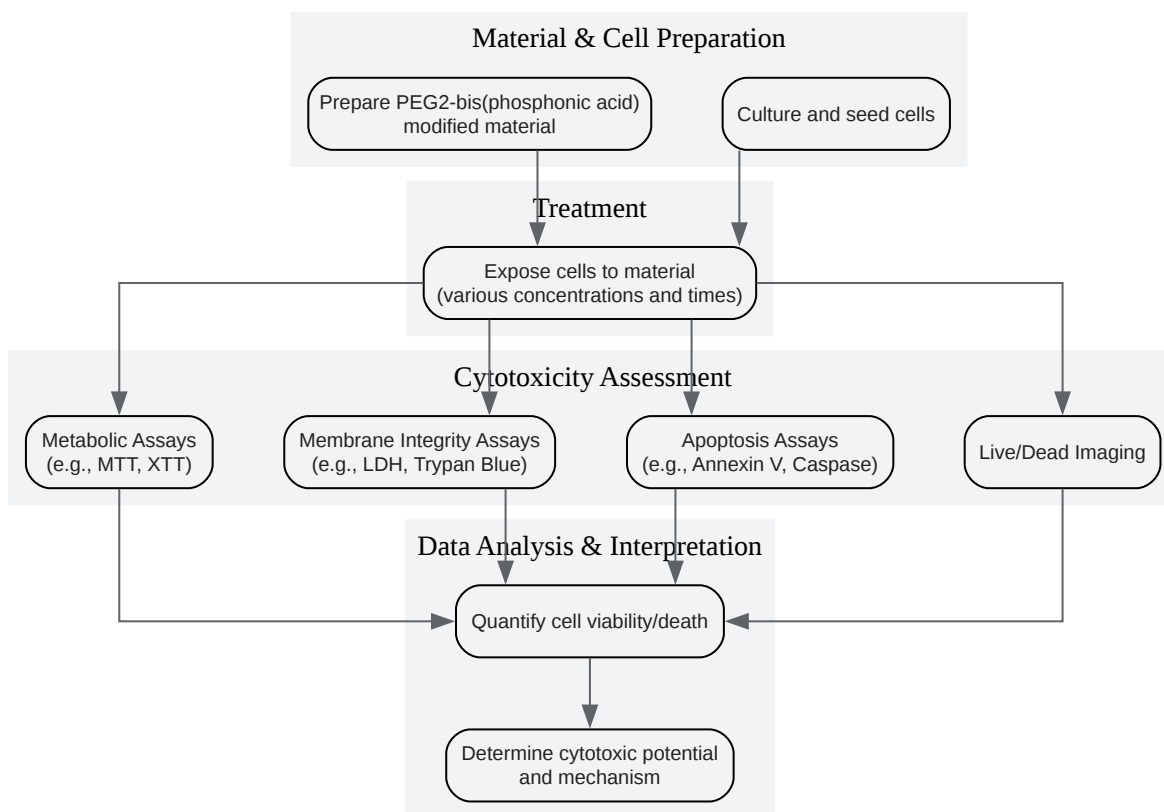 Material & Cell Preparation
Prepare PEG2-bis(phosphonic acid)
modified material
Culture and seed cells
Treatment
Expose cells to material
(various concentrations and times)
Cytotoxicity Assessment
Metabolic Assays
(e.g., MTT, XTT)
Membrane Integrity Assays
(e.g., LDH, Trypan Blue)
Apoptosis Assays
(e.g., Annexin V, Caspase)
Live/Dead Imaging
Data Analysis & Interpretation
Quantify cell viability/death
Determine cytotoxic potential
and mechanism